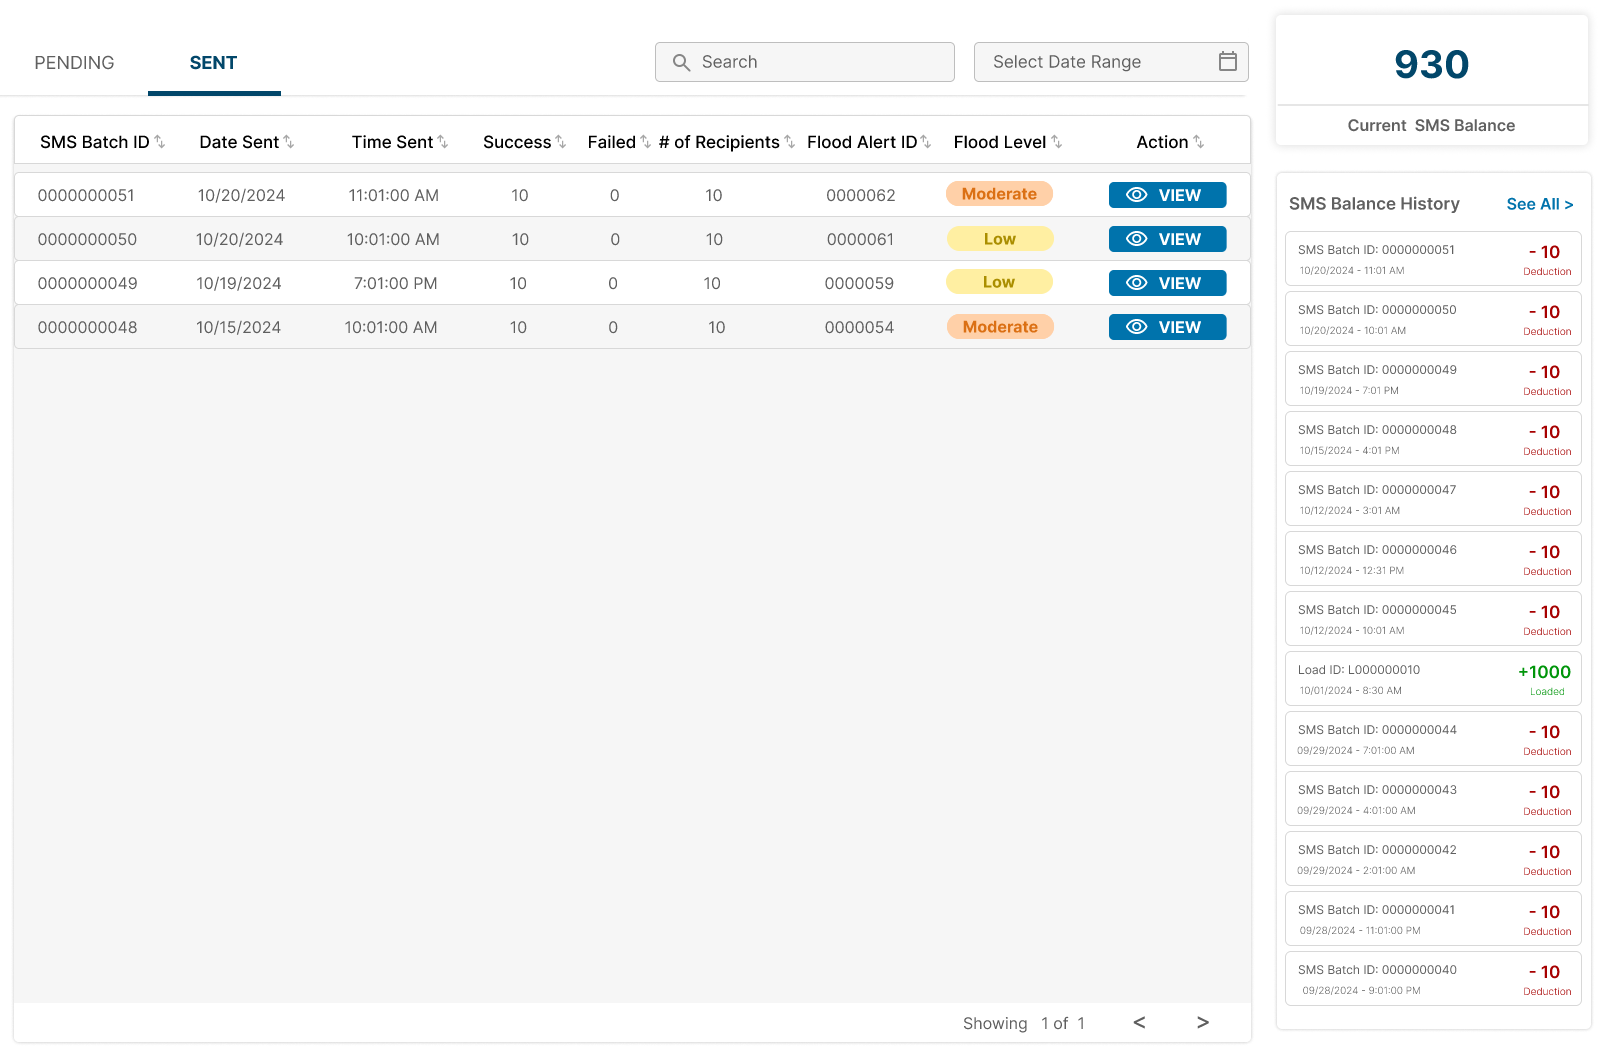 PENDING SENT Search Select Date Range
SMS Batch ID Date Sent Time Sent Success Failed # of Recipients Flood Alert ID Flood Level Action
0000000051 10/20/2024 11:01:00 AM 10 0 10 0000062 Moderate VIEW
0000000050 10/20/2024 10:01:00 AM 10 0 10 0000061 Low VIEW
0000000049 10/19/2024 7:01:00 PM 10 0 10 0000059 Low VIEW
0000000048 10/15/2024 10:01:00 AM 10 0 10 0000054 Moderate VIEW
Showing 1 of 1 < >
930
Current SMS Balance
SMS Balance History See All >
SMS Batch ID: 0000000051 - 10
10/20/2024 - 11:01 AM Deduction
SMS Batch ID: 0000000050 - 10
10/20/2024 - 10:01 AM Deduction
SMS Batch ID: 0000000049 - 10
10/19/2024 - 7:01 PM Deduction
SMS Batch ID: 0000000048 - 10
10/15/2024 - 4:01 PM Deduction
SMS Batch ID: 0000000047 - 10
10/12/2024 - 3:01 AM Deduction
SMS Batch ID: 0000000046 - 10
10/12/2024 - 12:31 PM Deduction
SMS Batch ID: 0000000045 - 10
10/12/2024 - 10:01 AM Deduction
Load ID: L000000010 +1000
10/01/2024 - 8:30 AM Loaded
SMS Batch ID: 0000000044 - 10
09/29/2024 - 7:01:00 AM Deduction
SMS Batch ID: 0000000043 - 10
09/29/2024 - 4:01:00 AM Deduction
SMS Batch ID: 0000000042 - 10
09/29/2024 - 2:01:00 AM Deduction
SMS Batch ID: 0000000041 - 10
09/28/2024 - 11:01:00 PM Deduction
SMS Batch ID: 0000000040 - 10
09/28/2024 - 9:01:00 PM Deduction